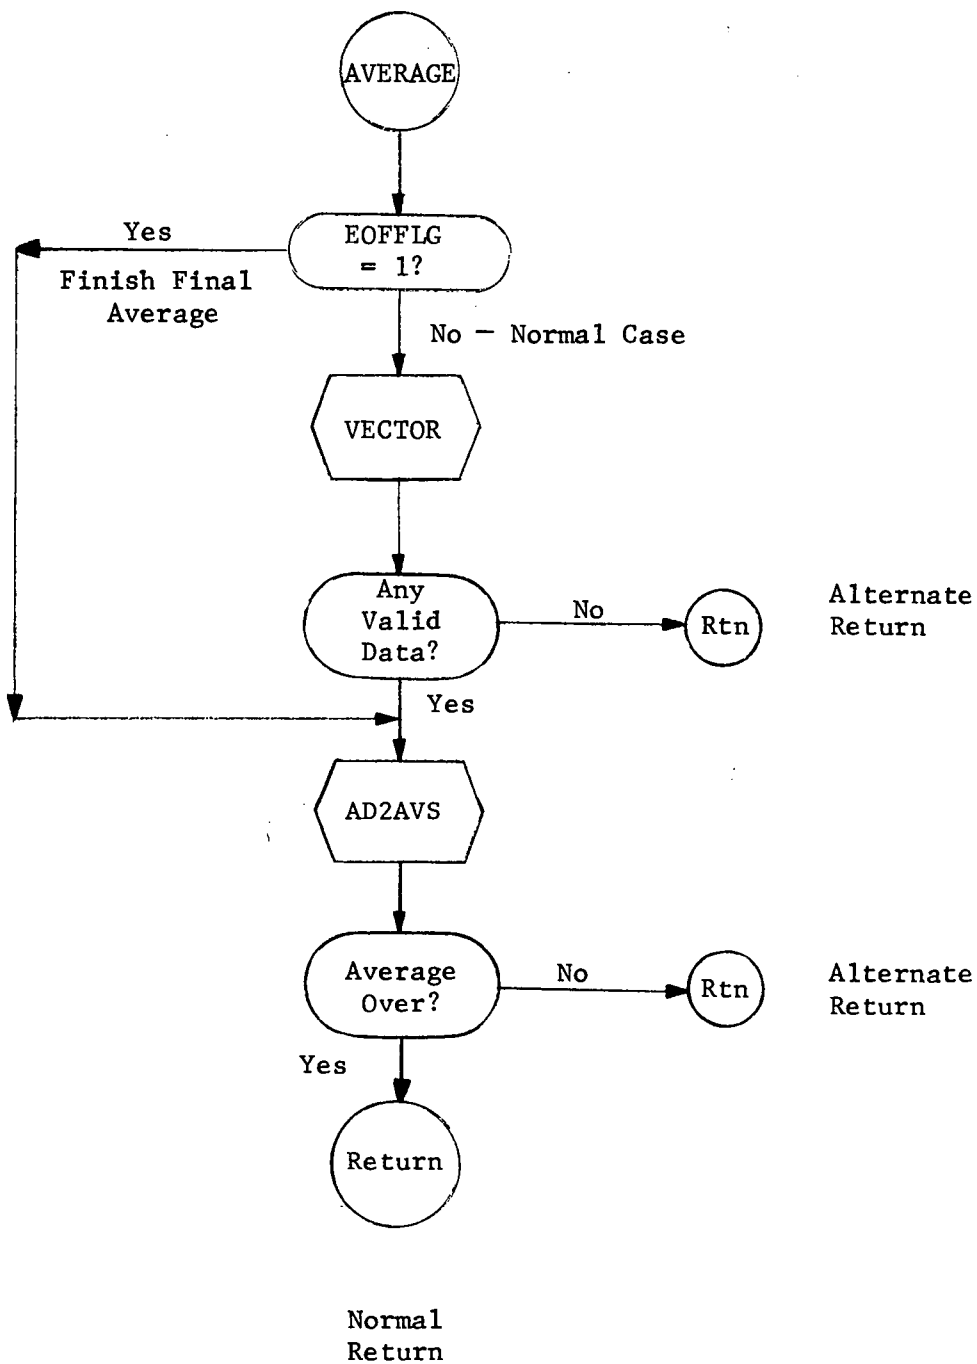 AVERAGE
Yes
EOFFLG
= 1?
Finish Final
Average
No — Normal Case
VECTOR
Any
Valid
Data?
No
Rtn
Alternate
Return
Yes
AD2AVS
Average
Over?
No
Rtn
Alternate
Return
Yes
Return
Normal
Return